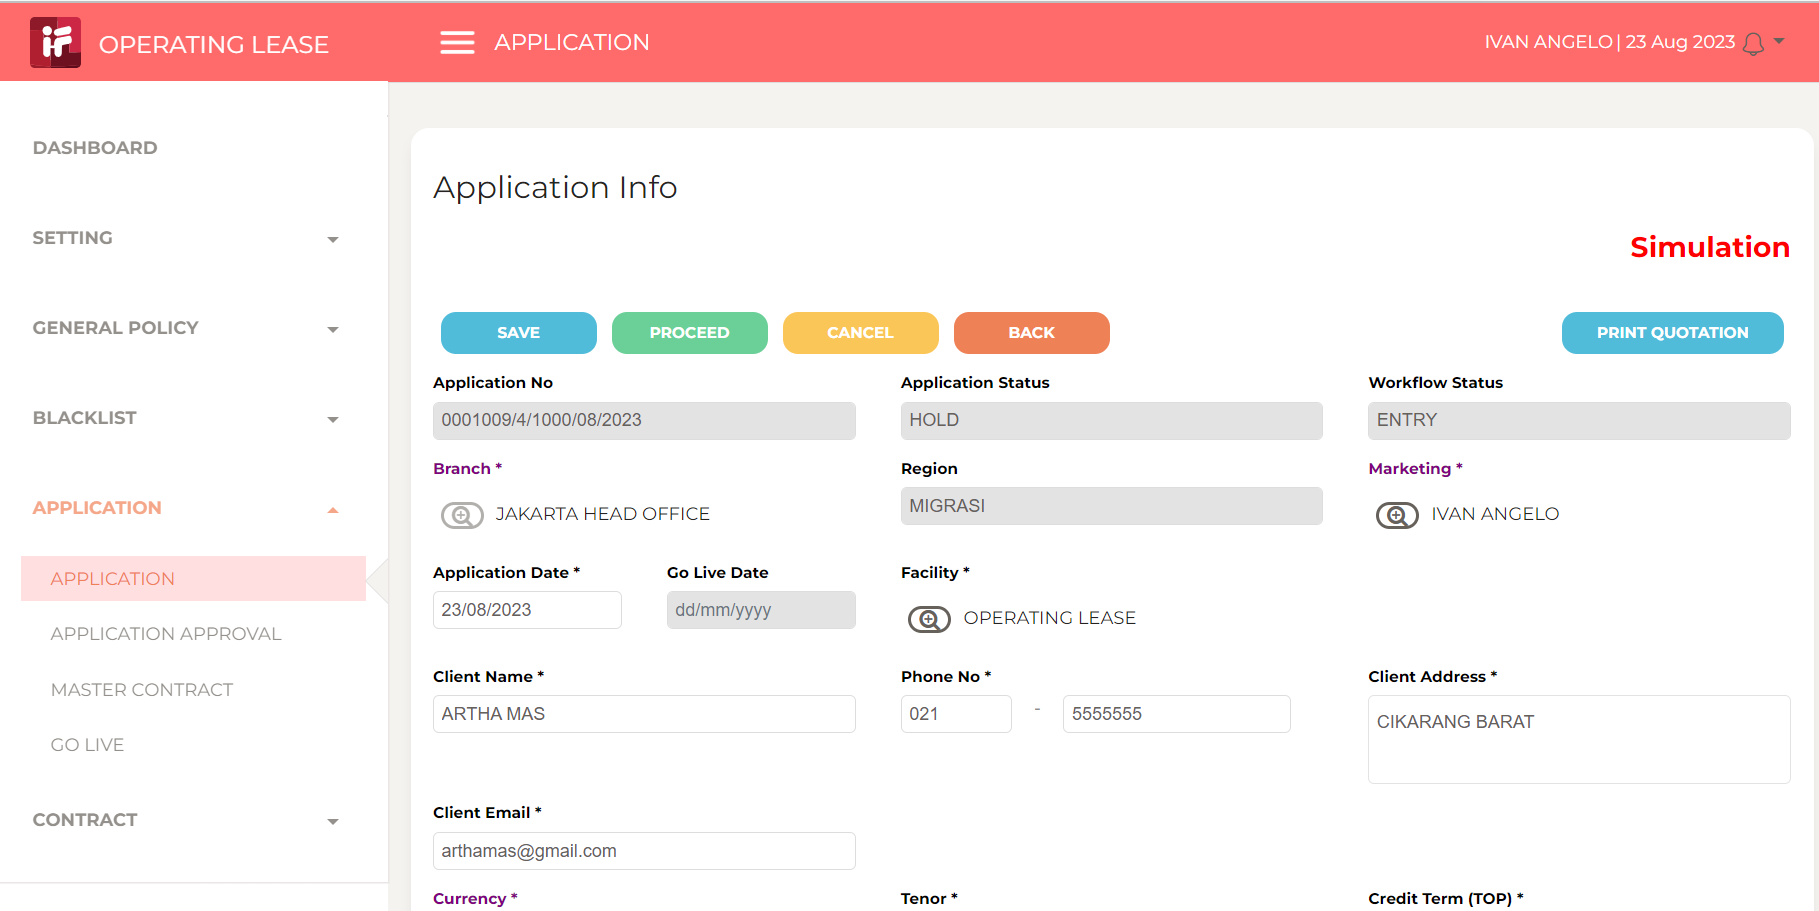 iFH OPERATING LEASE
APPLICATION
IVAN ANGELO | 23 Aug 2023
DASHBOARD
SETTING
GENERAL POLICY
BLACKLIST
APPLICATION
APPLICATION
APPLICATION APPROVAL
MASTER CONTRACT
GO LIVE
CONTRACT
Application Info
Simulation
SAVE PROCEED CANCEL BACK PRINT QUOTATION
Application No Application Status Workflow Status
0001009/4/1000/08/2023 HOLD ENTRY
Branch * Region Marketing *
JAKARTA HEAD OFFICE MIGRASI IVAN ANGELO
Application Date * Go Live Date Facility *
23/08/2023 dd/mm/yyyy OPERATING LEASE
Client Name * Phone No * Client Address *
ARTHA MAS 021 - 5555555 CIKARANG BARAT
Client Email *
arthamas@gmail.com
Currency * Tenor * Credit Term (TOP) *